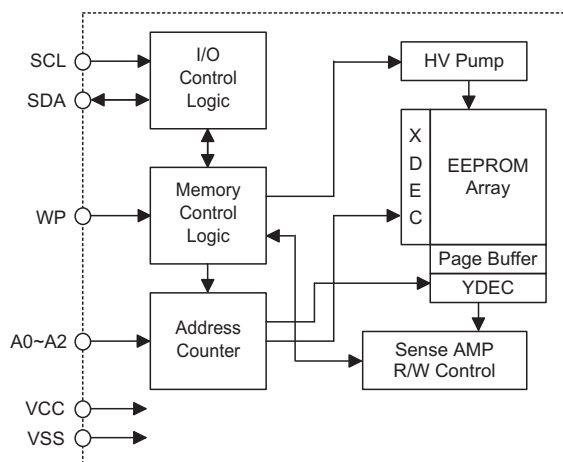 SCL
SDA
WP
A0~A2
VCC
VSS
I/O
Control
Logic
Memory
Control
Logic
Address
Counter
HV Pump
X
D
E
C
EEPROM
Array
Page Buffer
YDEC
Sense AMP
R/W Control